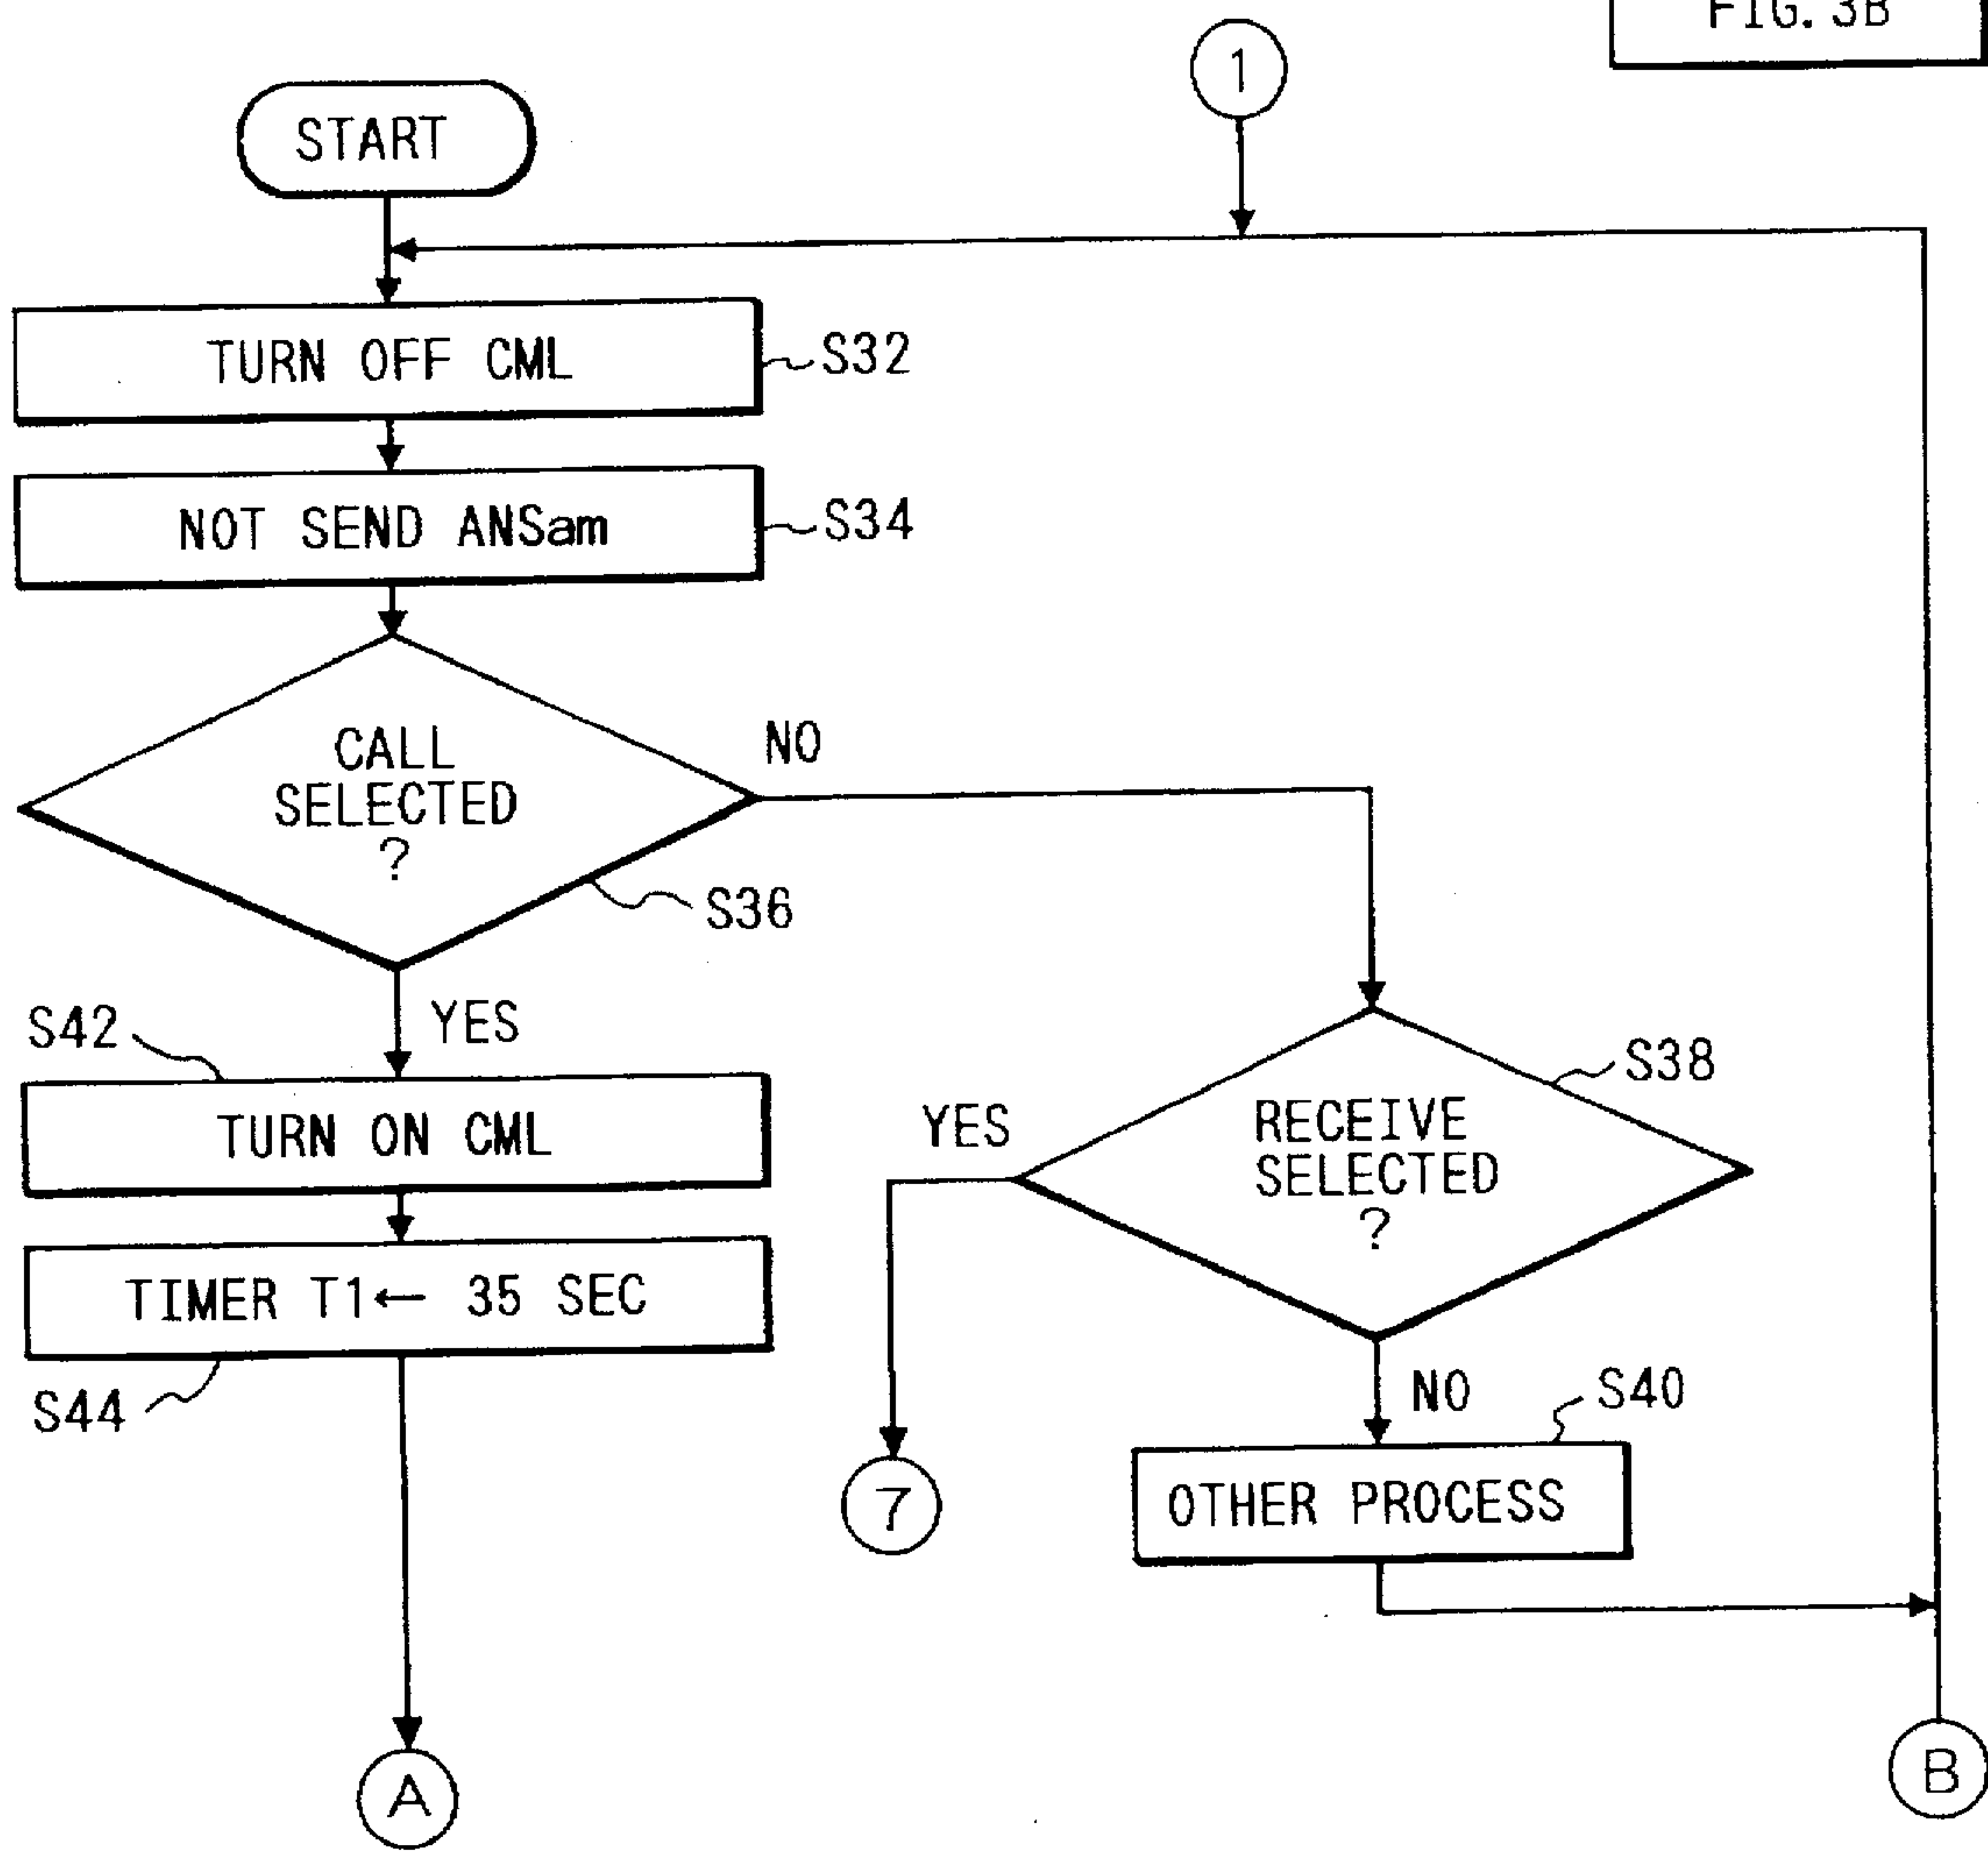 FIG. 3B
1
START
TURN OFF CML
S32
NOT SEND ANSam
S34
CALL
SELECTED
?
NO
S36
YES
S42
TURN ON CML
TIMER T1← 35 SEC
S44
S38
RECEIVE
SELECTED
?
YES
NO
S40
7
OTHER PROCESS
A
B